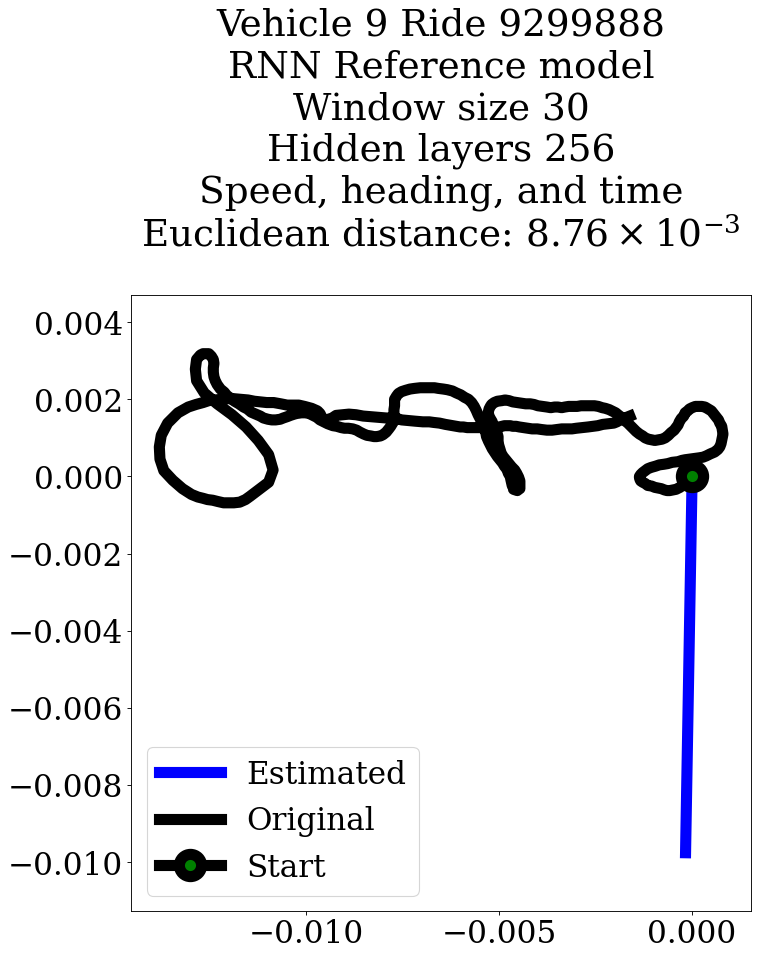 Vehicle 9 Ride 9299888
RNN Reference model
Window size 30
Hidden layers 256
Speed, heading, and time
Euclidean distance: 8.76 × 10⁻³
0.004
0.002
0.000
−0.002
−0.004
−0.006
−0.008
−0.010
Estimated
Original
Start
−0.010 −0.005 0.000